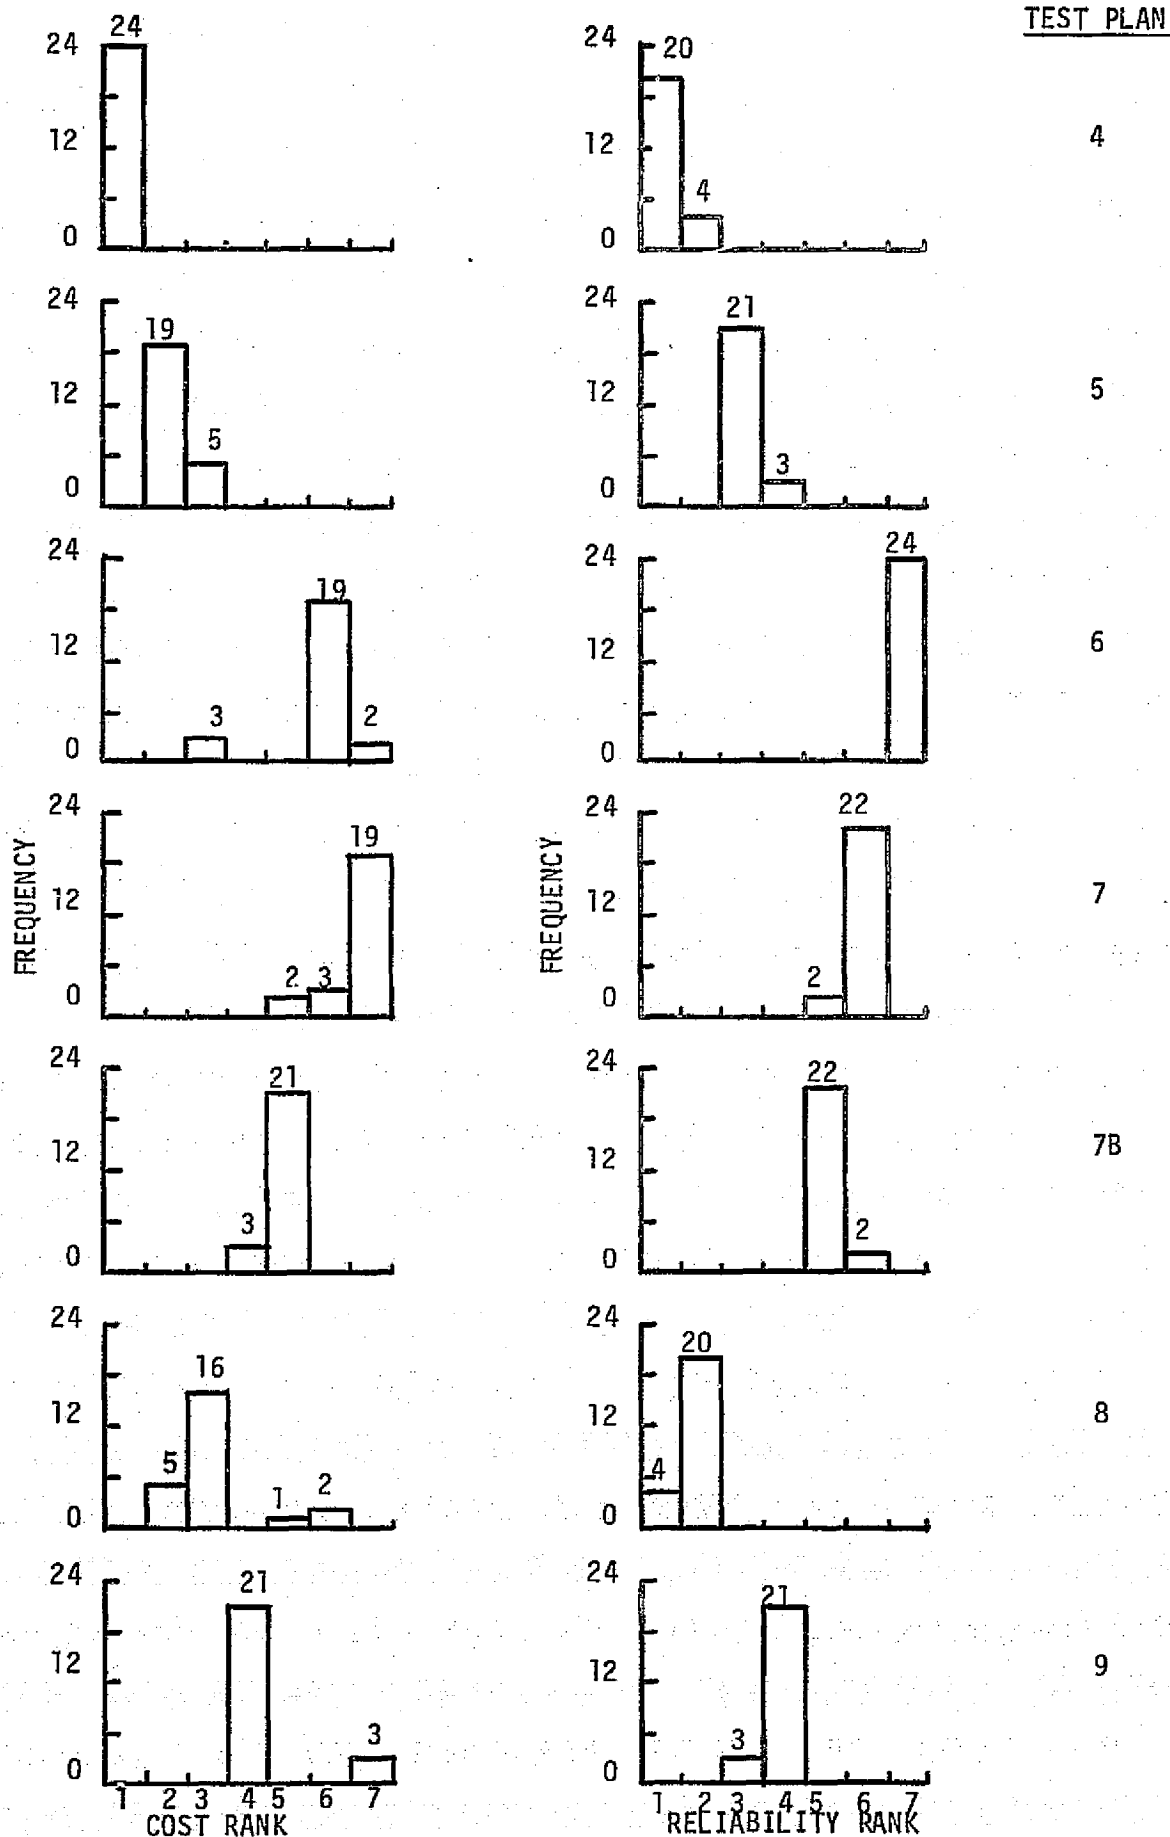 TEST PLAN
24 24 24 20
12 12 4
4
0 0
24 19 24 21
12 5 12 3 5
0 0
24 19 24 24
12 12 6
3 2
0 0
24 19 24 22
FREQUENCY 12 FREQUENCY 12 7
2 3 2
0 0
24 21 24 22
12 12 7B
3 2
0 0
24 16 24 20
12 12 8
5 1 2 4
0 0
24 21 24 21
12 12 9
3 3
0 0
1 2 3 4 5 6 7 1 2 3 4 5 6 7
COST RANK RELIABILITY RANK